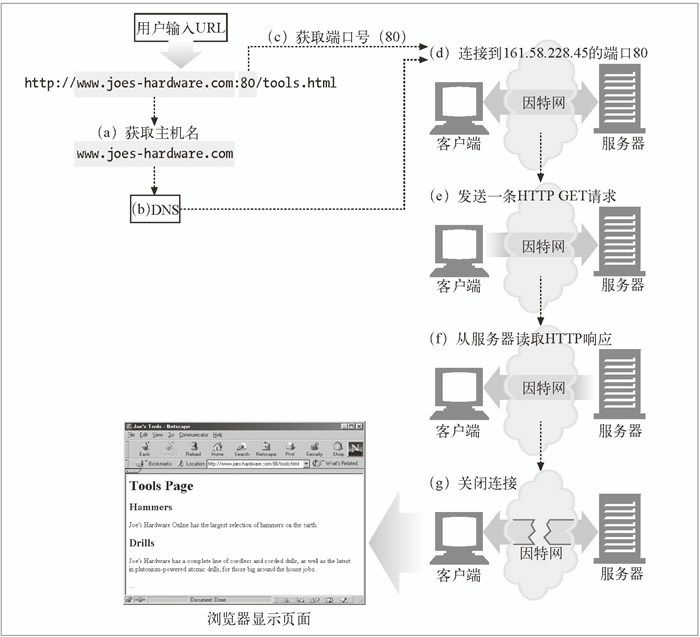 用户输入URL
(c) 获取端口号（80）
http://www.joes-hardware.com:80/tools.html
(a) 获取主机名
www.joes-hardware.com
(b)DNS
(d) 连接到161.58.228.45的端口80
因特网
客户端
服务器
(e) 发送一条HTTP GET请求
因特网
客户端
服务器
(f) 从服务器读取HTTP响应
因特网
客户端
服务器
(g) 关闭连接
因特网
客户端
服务器
Joe's Tools - Netscape
File Edit View Go Communicator Help
Back Forward Reload Home Search Netscape Print Security Shop N
Bookmarks Location: http://www.joes-hardware.com:80/tools.html What's Related
Tools Page
Hammers
Joe's Hardware Online has the largest selection of hammers on the earth.
Drills
Joe's Hardware has a complete line of cordless and corded drills, as well as the latest
in plutonium-powered atomic drills, for those big around the house jobs.
...
Document: Done
浏览器显示页面